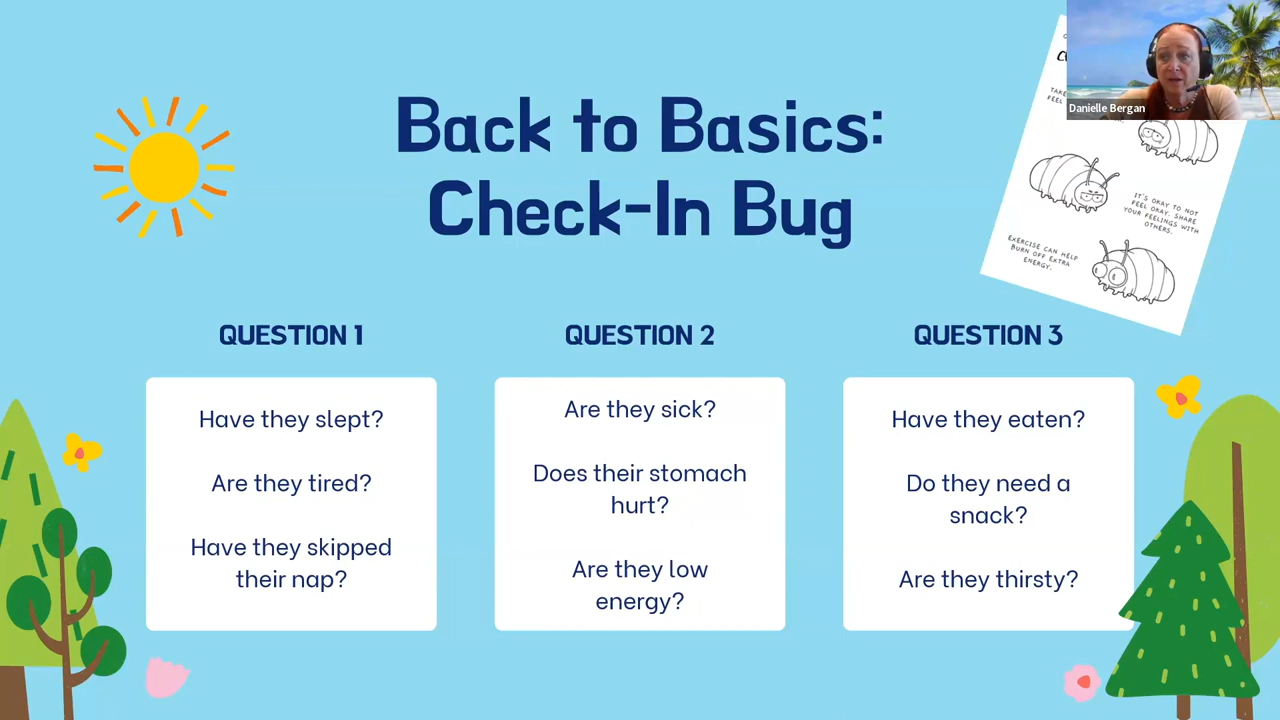 Back to Basics:
Check-In Bug
Danielle Bergan
IT'S OKAY TO NOT
FEEL OKAY. SHARE
YOUR FEELINGS WITH
OTHERS.
EXERCISE CAN HELP
BURN OFF EXTRA
ENERGY.
QUESTION 1
Have they slept?
Are they tired?
Have they skipped
their nap?
QUESTION 2
Are they sick?
Does their stomach
hurt?
Are they low
energy?
QUESTION 3
Have they eaten?
Do they need a
snack?
Are they thirsty?